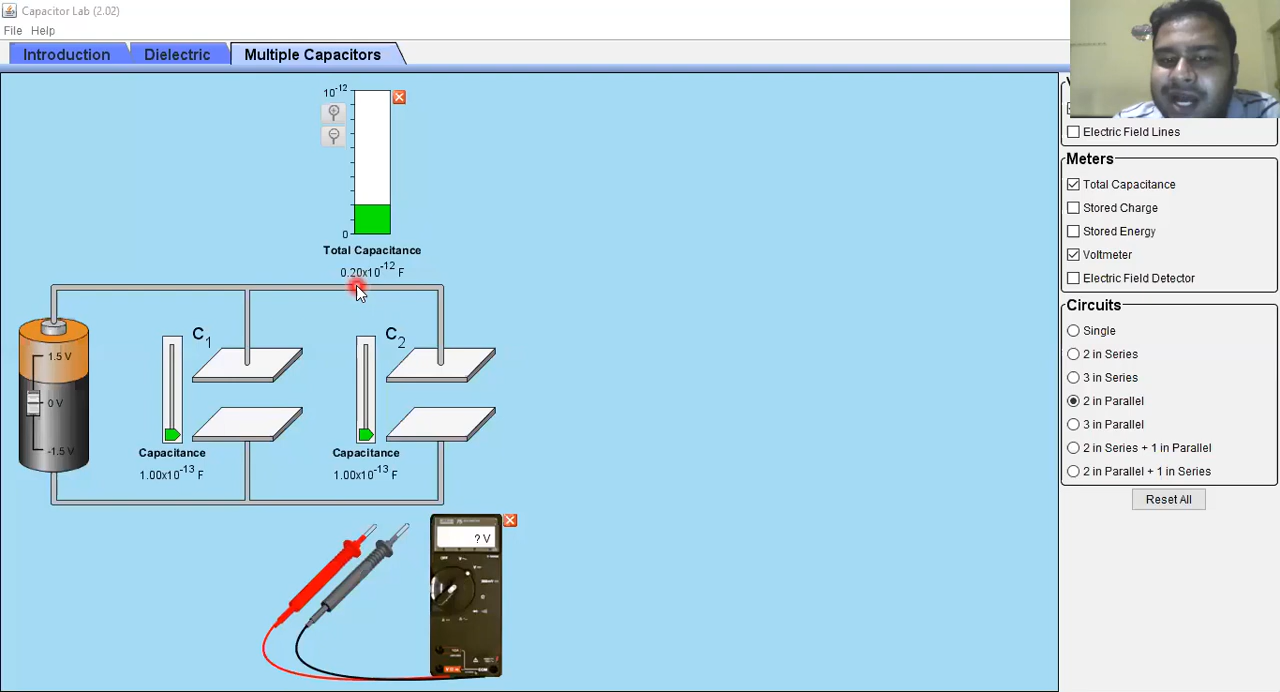 Capacitor Lab (2.02)
File Help
Introduction Dielectric Multiple Capacitors
10-12
0
Total Capacitance
0.20x10-12 F
1.5 V
0 V
-1.5 V
C1
Capacitance
1.00x10-13 F
C2
Capacitance
1.00x10-13 F
? V
Electric Field Lines
Meters
Total Capacitance
Stored Charge
Stored Energy
Voltmeter
Electric Field Detector
Circuits
Single
2 in Series
3 in Series
2 in Parallel
3 in Parallel
2 in Series + 1 in Parallel
2 in Parallel + 1 in Series
Reset All